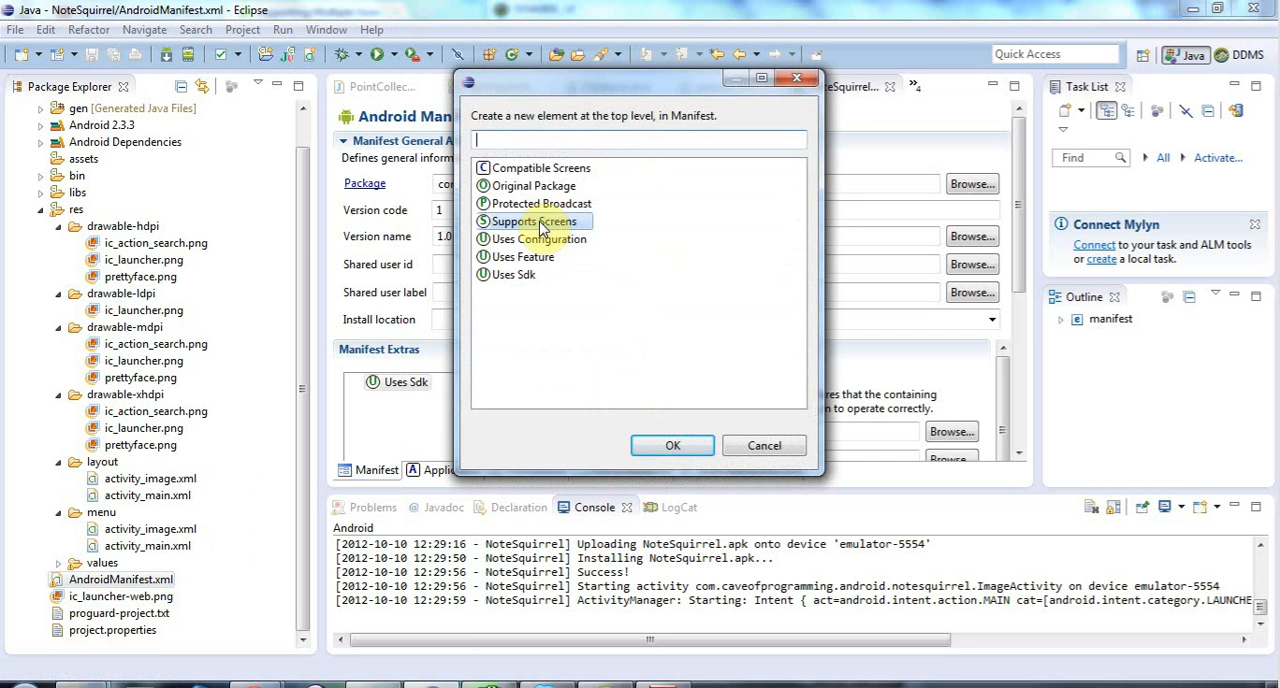 Java - NoteSquirrel/AndroidManifest.xml - Eclipse
File Edit Refactor Navigate Search Project Run Window Help
Quick Access
Java
DDMS
Package Explorer
gen [Generated Java Files]
Android 2.3.3
Android Dependencies
assets
bin
libs
res
drawable-hdpi
ic_action_search.png
ic_launcher.png
prettyface.png
drawable-ldpi
ic_launcher.png
drawable-mdpi
ic_action_search.png
ic_launcher.png
prettyface.png
drawable-xhdpi
ic_action_search.png
ic_launcher.png
prettyface.png
layout
activity_image.xml
activity_main.xml
menu
activity_image.xml
activity_main.xml
values
AndroidManifest.xml
ic_launcher-web.png
proguard-project.txt
project.properties
PointCollec...
eSquirrel...
»4
Android Man
Manifest General A
Defines general inform
Package
co
Browse...
Version code
1
Version name
1.0
Browse...
Shared user id
Browse...
Shared user label
Browse...
Install location
Manifest Extras
Uses Sdk
res that the containing
n to operate correctly.
Browse...
Browse...
Manifest
Appli
Create a new element at the top level, in Manifest.
Compatible Screens
Original Package
Protected Broadcast
Supports Screens
Uses Configuration
Uses Feature
Uses Sdk
OK
Cancel
Task List
Find
All
Activate...
Connect Mylyn
Connect to your task and ALM tools
or create a local task.
Outline
manifest
Problems
Javadoc
Declaration
Console
LogCat
Android
[2012-10-10 12:29:16 - NoteSquirrel] Uploading NoteSquirrel.apk onto device 'emulator-5554'
[2012-10-10 12:29:50 - NoteSquirrel] Installing NoteSquirrel.apk...
[2012-10-10 12:29:56 - NoteSquirrel] Success!
[2012-10-10 12:29:56 - NoteSquirrel] Starting activity com.caveofprogramming.android.notesquirrel.ImageActivity on device emulator-5554
[2012-10-10 12:29:59 - NoteSquirrel] ActivityManager: Starting: Intent { act=android.intent.action.MAIN cat=[android.intent.category.LAUNCHE